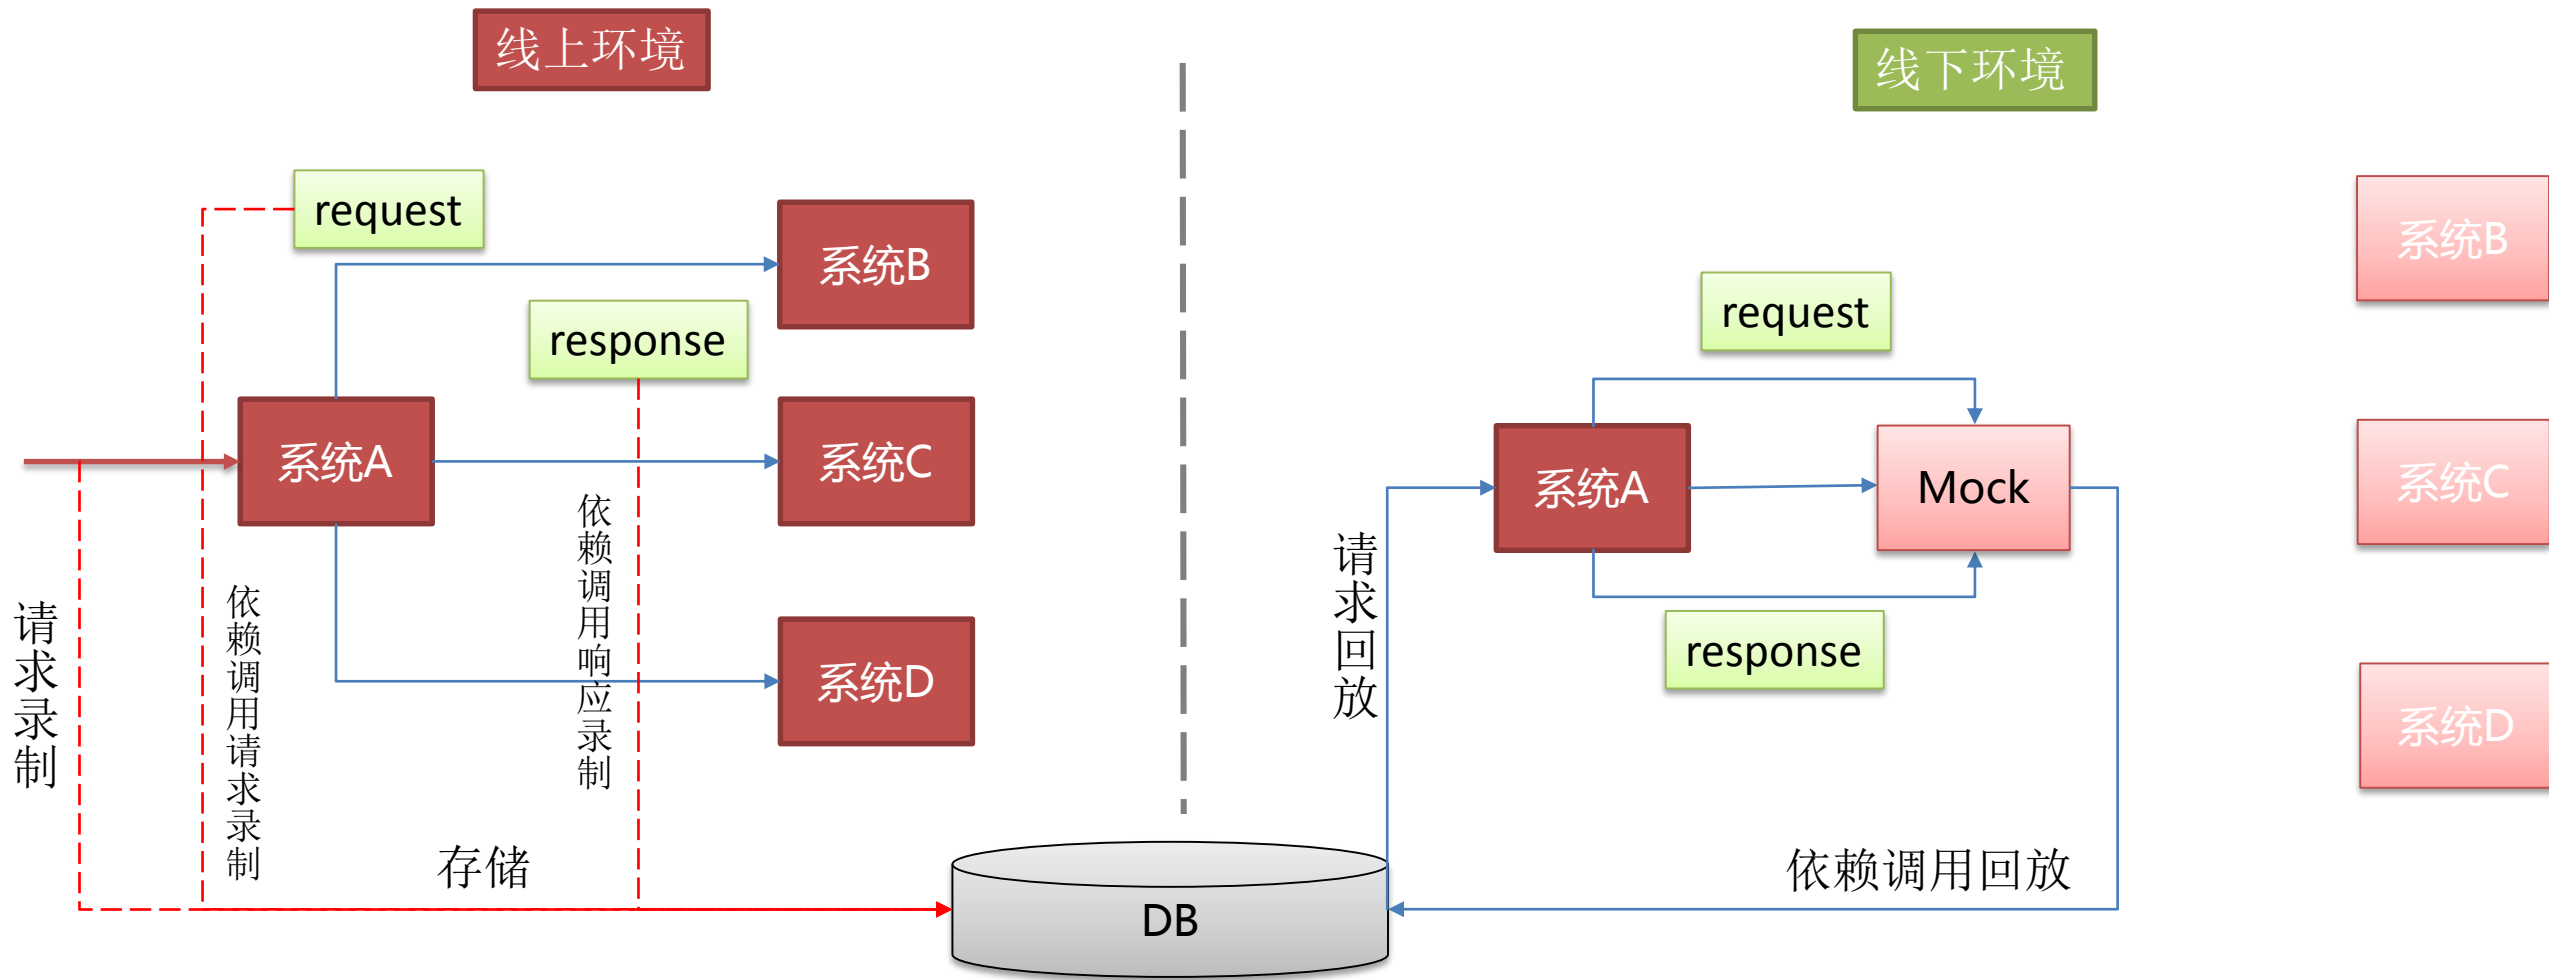 线上环境
线下环境
request
系统B
response
系统A
系统C
系统D
请求录制
依赖调用请求录制
依赖调用响应录制
存储
DB
request
系统A
Mock
response
请求回放
依赖调用回放
系统B
系统C
系统D